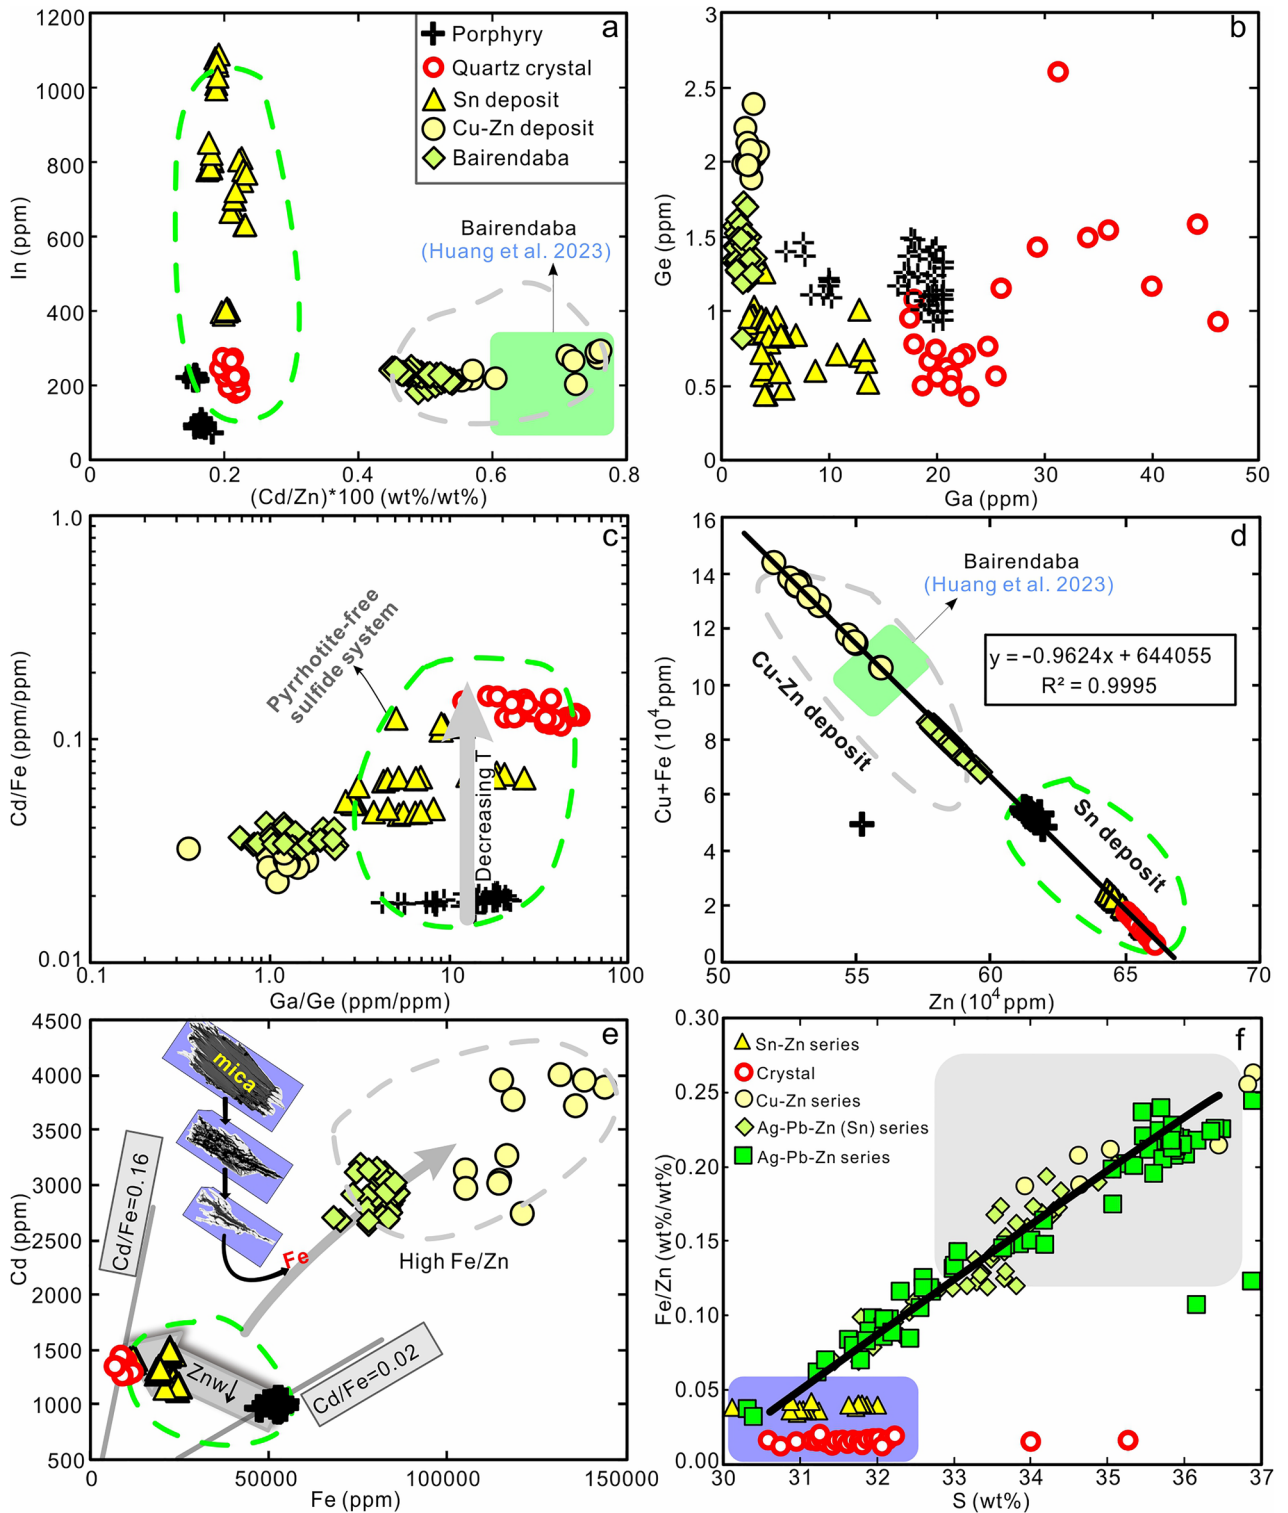 a
Porphyry
Quartz crystal
Sn deposit
Cu-Zn deposit
Bairendaba
Bairendaba
(Huang et al. 2023)
1200
1000
800
600
400
200
0
In (ppm)
0
0.2
0.4
0.6
0.8
(Cd/Zn)*100 (wt%/wt%)
b
3
2.5
2
1.5
1
0.5
0
Ge (ppm)
0
10
20
30
40
50
Ga (ppm)
c
1.0
0.1
0.01
Cd/Fe (ppm/ppm)
Pyrrhotite-free
sulfide system
Decreasing T
0.1
1.0
10
100
Ga/Ge (ppm/ppm)
d
16
14
12
10
8
6
4
2
0
Cu+Fe (10⁴ppm)
Bairendaba
(Huang et al. 2023)
y = -0.9624x + 644055
R² = 0.9995
Cu-Zn deposit
Sn deposit
50
55
60
65
70
Zn (10⁴ppm)
e
4500
4000
3500
3000
2500
2000
1500
1000
500
Cd (ppm)
mica
Cd/Fe=0.16
Fe
High Fe/Zn
Znw↓
Cd/Fe=0.02
0
50000
100000
150000
Fe (ppm)
f
0.30
0.25
0.20
0.15
0.10
0.05
0.00
Fe/Zn (wt%/wt%)
Sn-Zn series
Crystal
Cu-Zn series
Ag-Pb-Zn (Sn) series
Ag-Pb-Zn series
30
31
32
33
34
35
36
37
S (wt%)